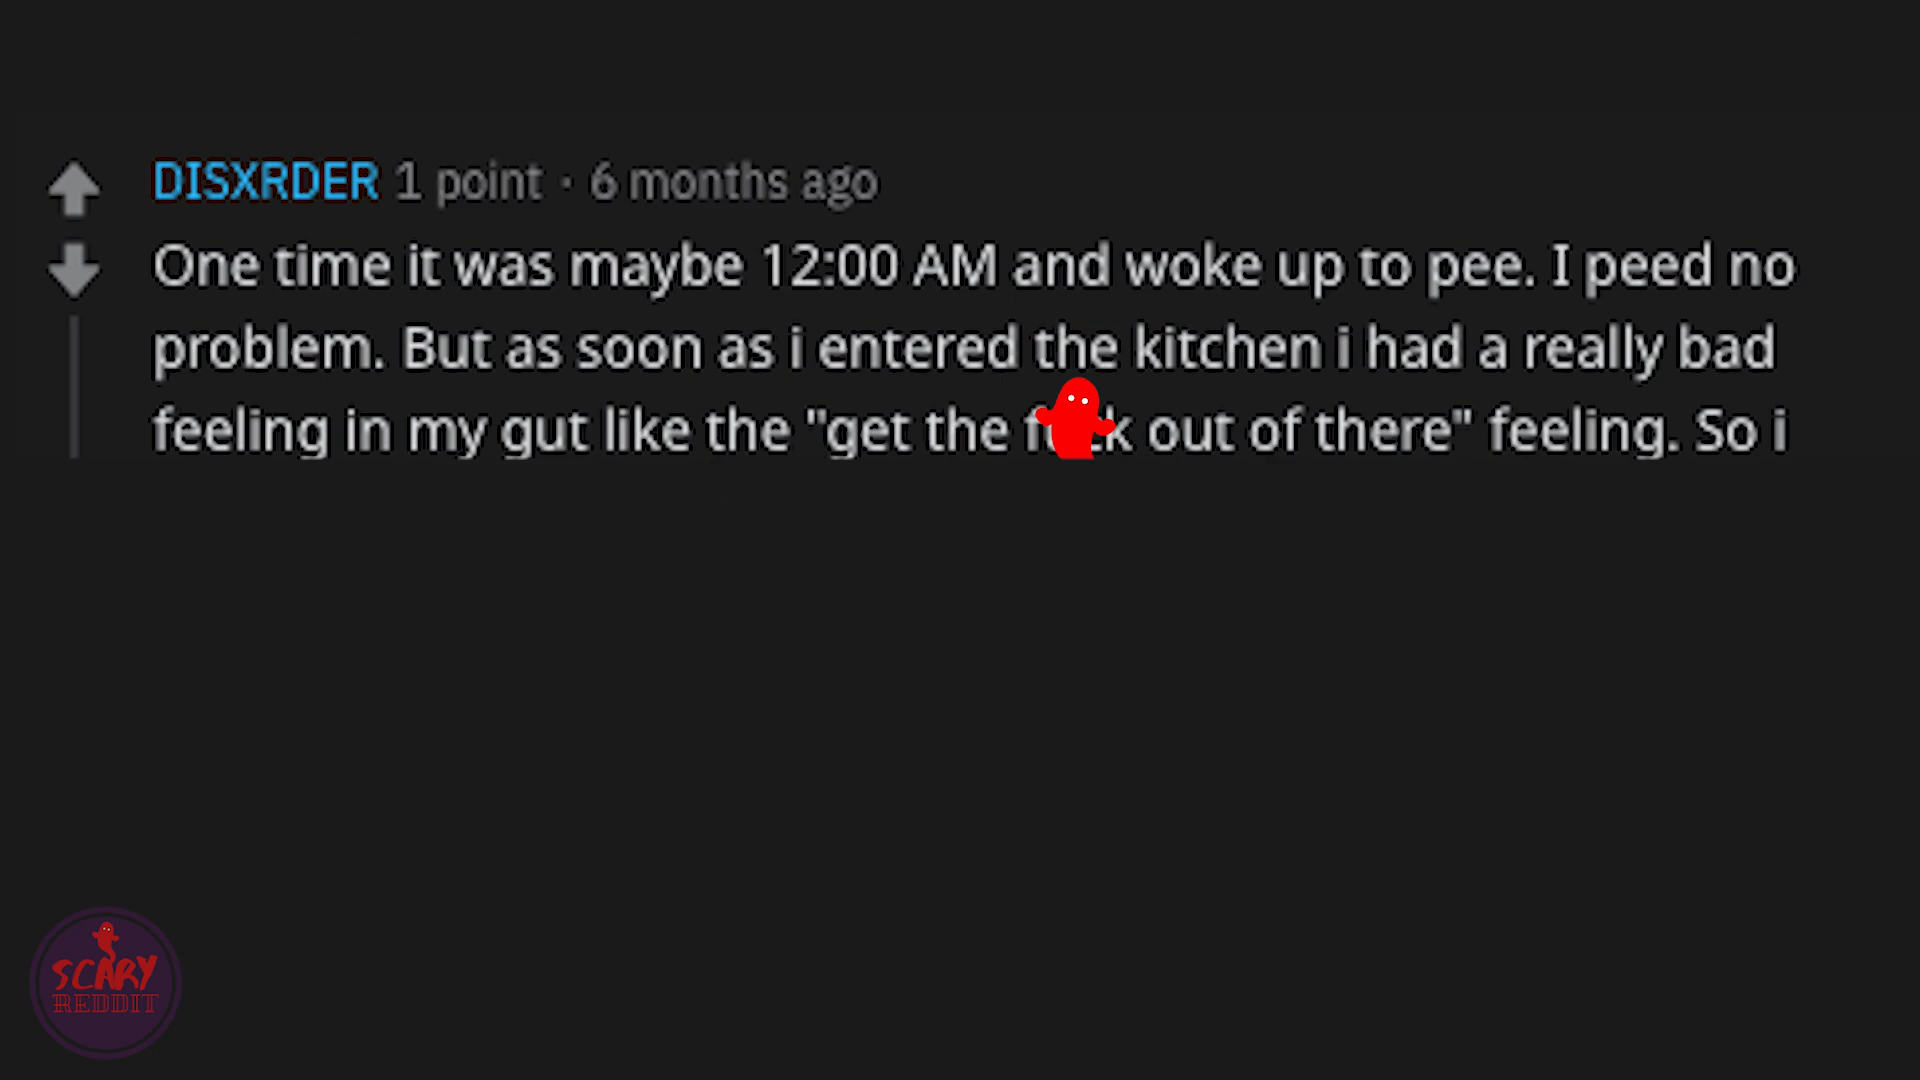 DISXRDER 1 point · 6 months ago
One time it was maybe 12:00 AM and woke up to pee. I peed no
problem. But as soon as i entered the kitchen i had a really bad
feeling in my gut like the "get the out of there" feeling. So i
SCARY
REDDIT